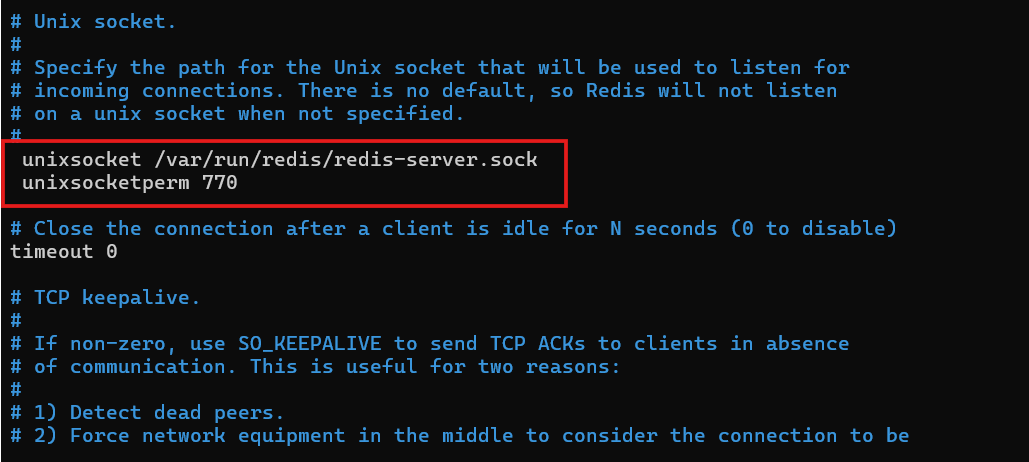 # Unix socket.
#
# Specify the path for the Unix socket that will be used to listen for
# incoming connections. There is no default, so Redis will not listen
# on a unix socket when not specified.
#
unixsocket /var/run/redis/redis-server.sock
unixsocketperm 770
# Close the connection after a client is idle for N seconds (0 to disable)
timeout 0
# TCP keepalive.
#
# If non-zero, use SO_KEEPALIVE to send TCP ACKs to clients in absence
# of communication. This is useful for two reasons:
#
# 1) Detect dead peers.
# 2) Force network equipment in the middle to consider the connection to be